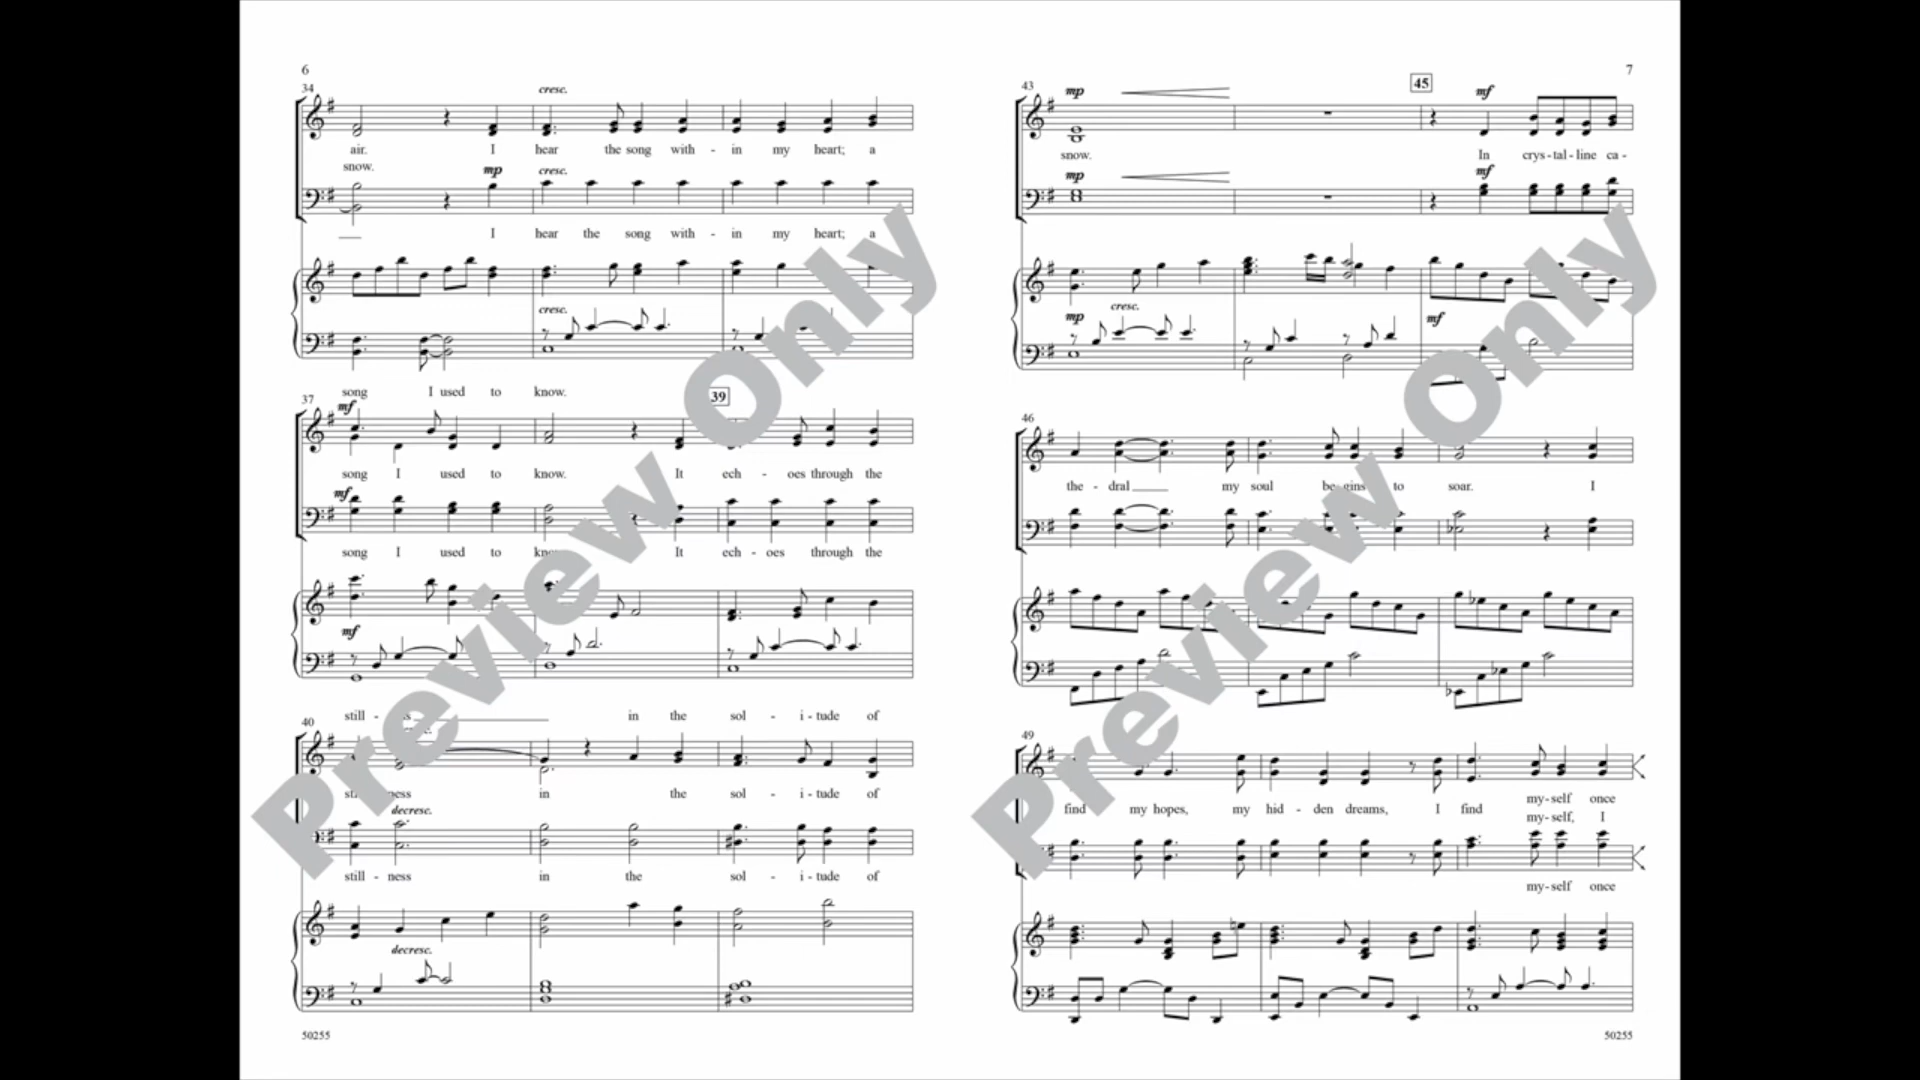 6
34
cresc.
air. I hear the song with - in my heart; a
snow. mp cresc.
I hear the song with - in my heart; a
cresc.
song I used to know.
37 mf 39
song I used to know. It ech - oes through the
mf
song I used to It ech - oes through the
mf
still - in the sol - i - tude of
40
in the sol - i - tude of
decresc.
still - ness in the sol - i - tude of
decresc.
50255
7
43 mp 45 mf
snow. In crys - tal - line ca -
mp mf
cresc.
mp mf
46
the - dral my soul be - gins to soar. I
49
find my hopes, my hid - den dreams, I find my - self once
my - self, I
my - self once
50255
Preview Only
Preview Only